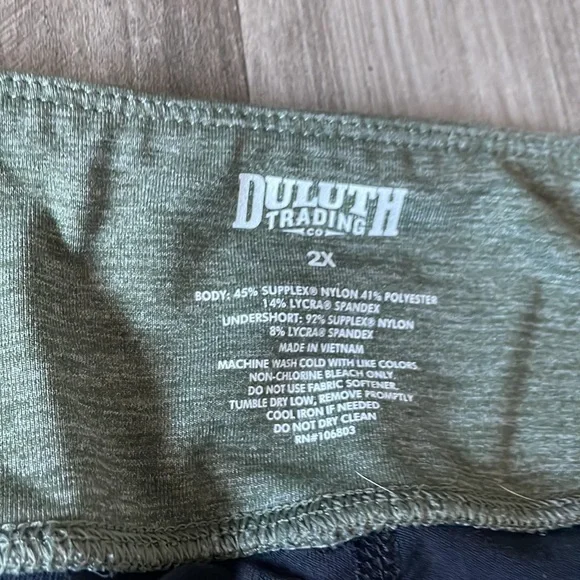 DULUTH
TRADING
CO
2X
BODY: 45% SUPPLEX® NYLON 41% POLYESTER
14% LYCRA® SPANDEX
UNDERSHORT: 92% SUPPLEX® NYLON
8% LYCRA® SPANDEX
MADE IN VIETNAM
MACHINE WASH COLD WITH LIKE COLORS
NON-CHLORINE BLEACH ONLY.
DO NOT USE FABRIC SOFTENER.
TUMBLE DRY LOW, REMOVE PROMPTLY
COOL IRON IF NEEDED
DO NOT DRY CLEAN
RN#106803